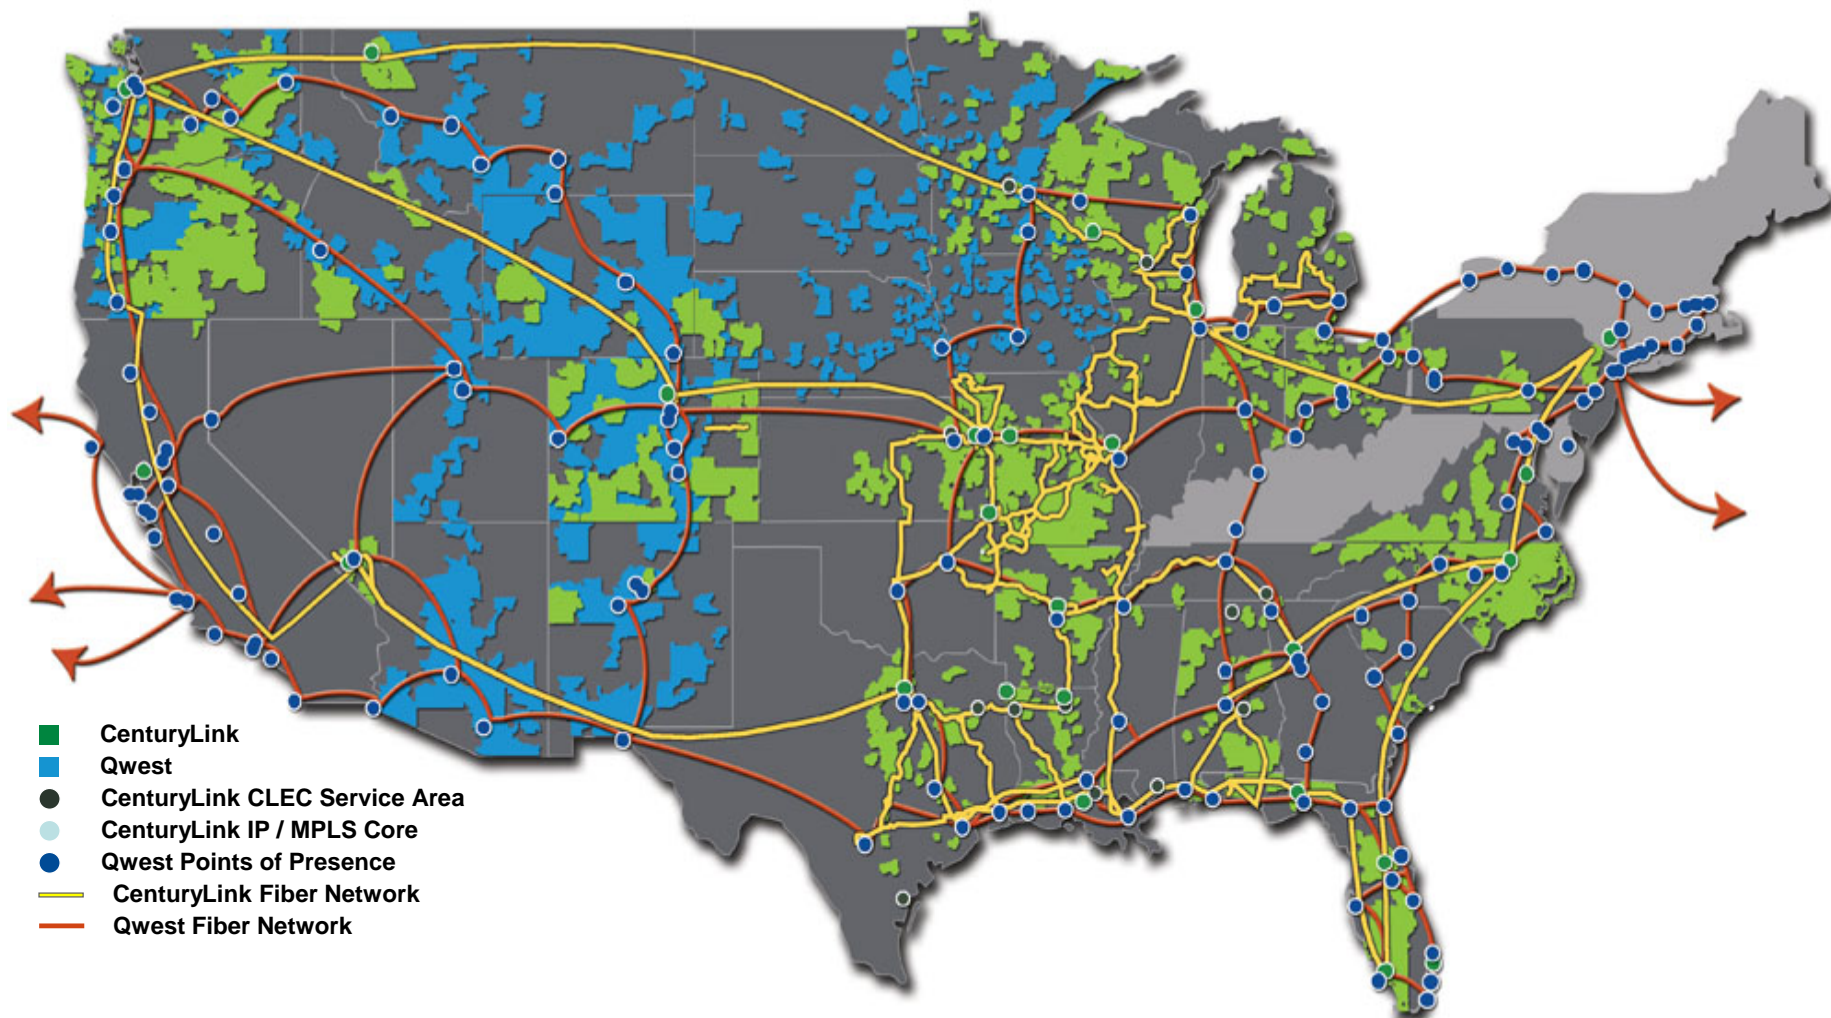 CenturyLink
Qwest
CenturyLink CLEC Service Area
CenturyLink IP / MPLS Core
Qwest Points of Presence
CenturyLink Fiber Network
Qwest Fiber Network